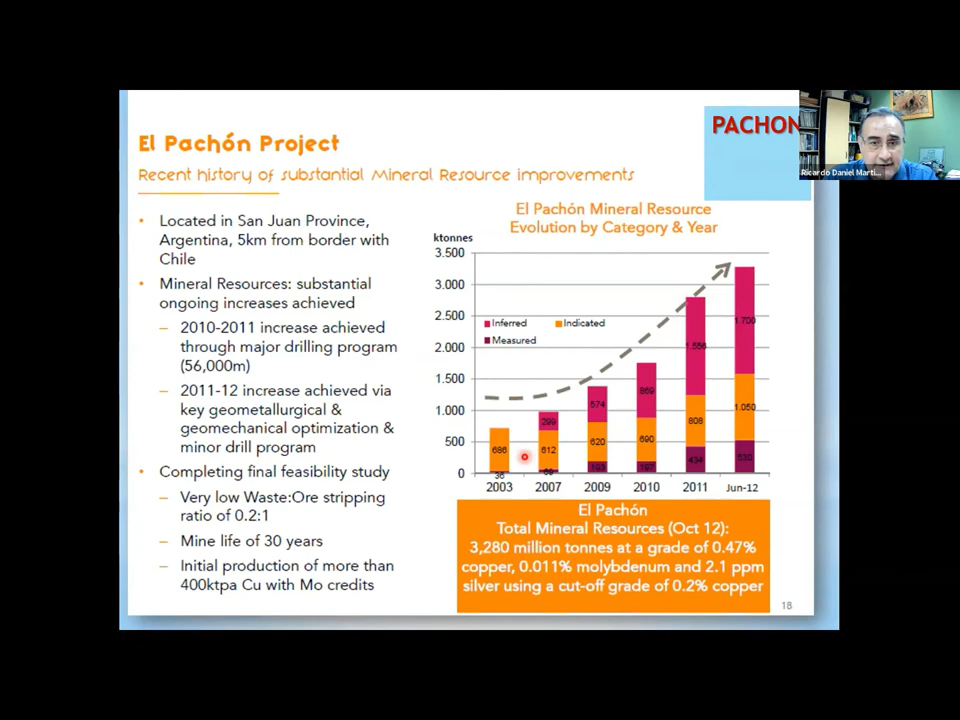 PACHON
Ricardo Daniel Marti...
El Pachón Project
Recent history of substantial Mineral Resource improvements
• Located in San Juan Province,
Argentina, 5km from border with
Chile
• Mineral Resources: substantial
ongoing increases achieved
– 2010-2011 increase achieved
through major drilling program
(56,000m)
– 2011-12 increase achieved via
key geometallurgical &
geomechanical optimization &
minor drill program
• Completing final feasibility study
– Very low Waste:Ore stripping
ratio of 0.2:1
– Mine life of 30 years
– Initial production of more than
400ktpa Cu with Mo credits
El Pachón Mineral Resource
Evolution by Category & Year
ktonnes
3.500
3.000
2.500
2.000
1.500
1.000
500
0
Inferred
Indicated
Measured
686
36
299
612
574
620
193
869
690
197
1.556
808
434
1.700
1.050
530
2003
2007
2009
2010
2011
Jun-12
El Pachón
Total Mineral Resources (Oct 12):
3,280 million tonnes at a grade of 0.47%
copper, 0.011% molybdenum and 2.1 ppm
silver using a cut-off grade of 0.2% copper
18